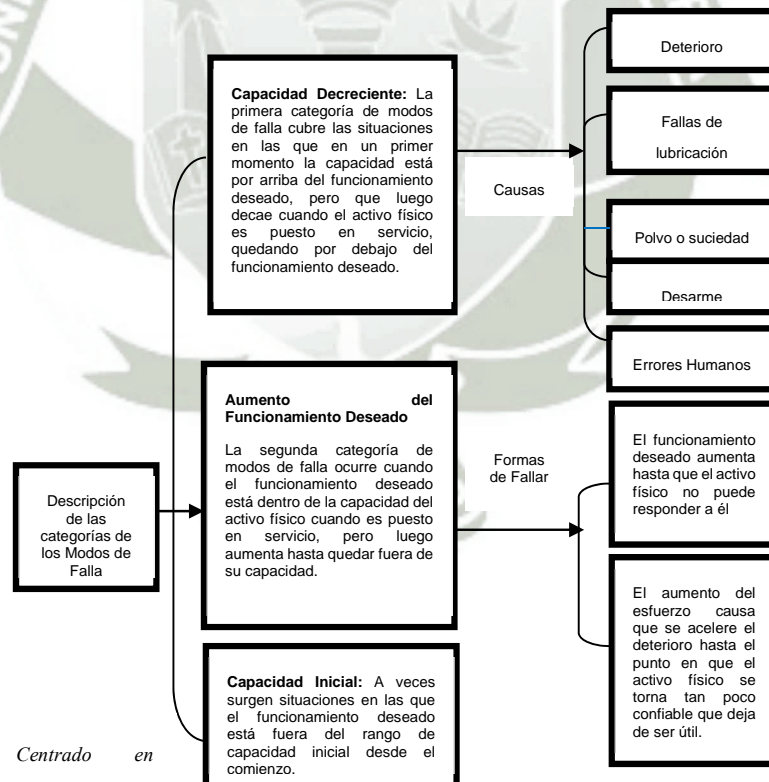 Descripción
de las
categorías de
los Modos de
Falla
Capacidad Decreciente: La
primera categoría de modos
de falla cubre las situaciones
en las que en un primer
momento la capacidad está
por arriba del funcionamiento
deseado, pero que luego
decae cuando el activo físico
es puesto en servicio,
quedando por debajo del
funcionamiento deseado.
Causas
Deterioro
Fallas de
lubricación
Polvo o suciedad
Desarme
Errores Humanos
Aumento del
Funcionamiento Deseado
La segunda categoría de
modos de falla ocurre cuando
el funcionamiento deseado
está dentro de la capacidad del
activo físico cuando es puesto
en servicio, pero luego
aumenta hasta quedar fuera de
su capacidad.
Formas
de Fallar
El funcionamiento
deseado aumenta
hasta que el activo
físico no puede
responder a él
El aumento del
esfuerzo causa
que se acelere el
deterioro hasta el
punto en que el
activo físico se
torna tan poco
confiable que deja
de ser útil.
Capacidad Inicial: A veces
surgen situaciones en las que
el funcionamiento deseado
está fuera del rango de
capacidad inicial desde el
comienzo.
Centrado en